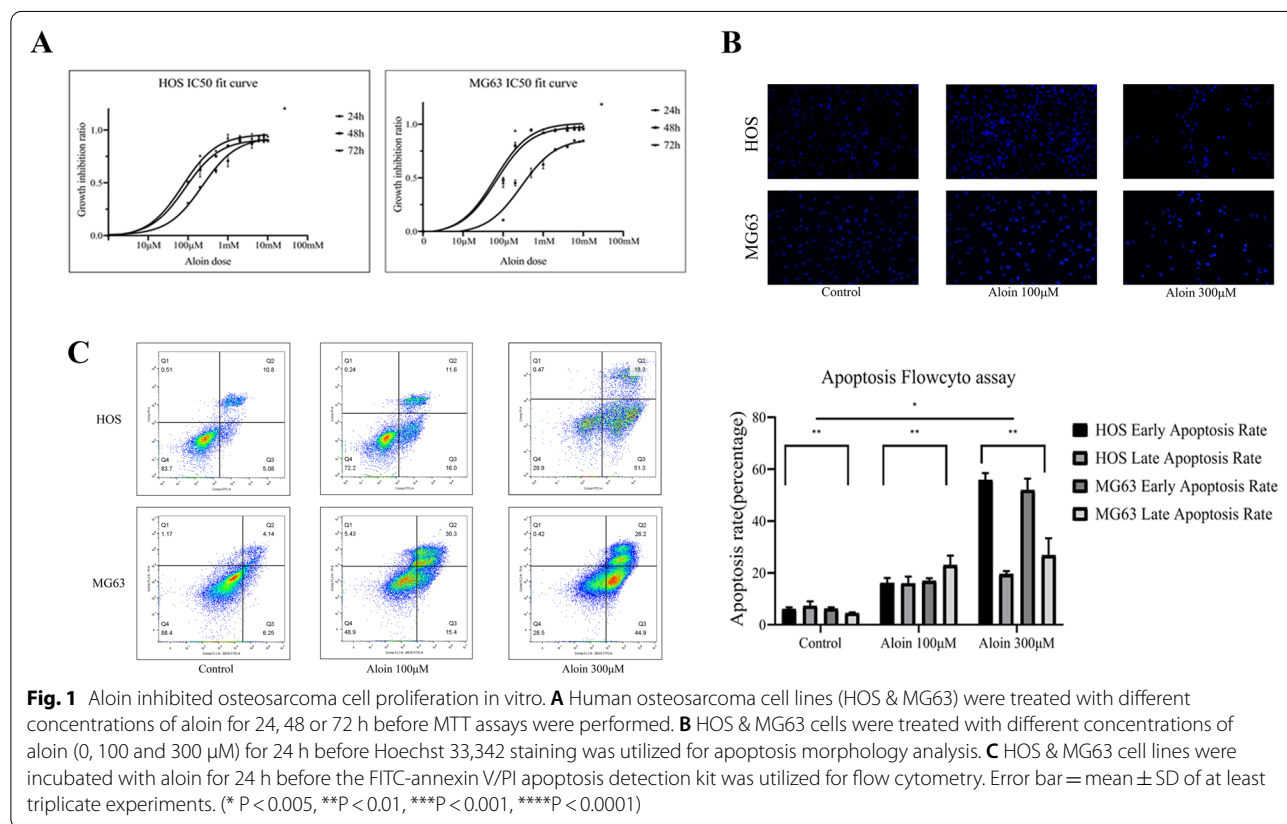 A
HOS IC50 fit curve
Growth inhibition ratio
1.0
0.5
0.0
10μM
100μM
1mM
10mM
100mM
Aloin dose
24h
48h
72h
MG63 IC50 fit curve
Growth inhibition ratio
1.0
0.5
0.0
0
10μM
100μM
1mM
10mM
100mM
Aloin dose
24h
48h
72h
B
HOS
MG63
Control
Aloin 100μM
Aloin 300μM
C
HOS
Q1
0.51
Q2
10.8
Q4
83.7
Q3
5.08
Q1
0.24
Q2
11.6
Q4
72.2
Q3
16.0
Q1
0.47
Q2
18.3
Q4
29.9
Q3
51.3
MG63
Q1
1.17
Q2
4.14
Q4
88.4
Q3
6.25
Q1
5.43
Q2
30.3
Q4
48.9
Q3
15.4
Q1
0.42
Q2
26.2
Q4
28.5
Q3
44.9
Control
Aloin 100μM
Aloin 300μM
Apoptosis Flowcyto assay
Apoptosis rate(percentage)
80
60
40
20
0
*
**
**
**
Control
Aloin 100μM
Aloin 300μM
HOS Early Apoptosis Rate
HOS Late Apoptosis Rate
MG63 Early Apoptosis Rate
MG63 Late Apoptosis Rate
Fig. 1 Aloin inhibited osteosarcoma cell proliferation in vitro. A Human osteosarcoma cell lines (HOS & MG63) were treated with different
concentrations of aloin for 24, 48 or 72 h before MTT assays were performed. B HOS & MG63 cells were treated with different concentrations of
aloin (0, 100 and 300 μM) for 24 h before Hoechst 33,342 staining was utilized for apoptosis morphology analysis. C HOS & MG63 cell lines were
incubated with aloin for 24 h before the FITC-annexin V/PI apoptosis detection kit was utilized for flow cytometry. Error bar = mean ± SD of at least
triplicate experiments. (* P < 0.005, **P < 0.01, ***P < 0.001, ****P < 0.0001)